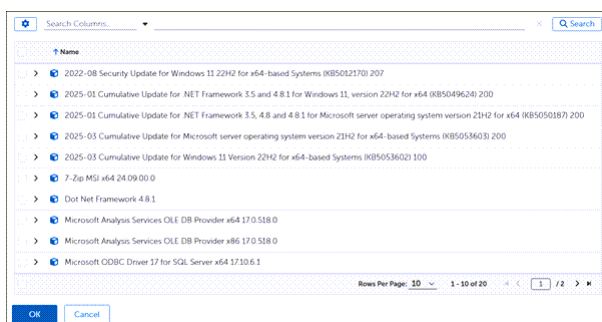 Search Columns.. Search
Name
2022-08 Security Update for Windows 11 22H2 for x64-based Systems (KB5012170) 207
2025-01 Cumulative Update for .NET Framework 3.5 and 4.8.1 for Windows 11, version 22H2 for x64 (KB5049624) 200
2025-01 Cumulative Update for .NET Framework 3.5, 4.8 and 4.8.1 for Microsoft server operating system version 21H2 for x64 (KB5050187) 200
2025-03 Cumulative Update for Microsoft server operating system version 21H2 for x64-based Systems (KB5053603) 200
2025-03 Cumulative Update for Windows 11 Version 22H2 for x64-based Systems (KB5053602) 100
7-Zip MSI x64 24.09.00.0
Dot Net Framework 4.8.1
Microsoft Analysis Services OLE DB Provider x64 17.0.518.0
Microsoft Analysis Services OLE DB Provider x86 17.0.518.0
Microsoft ODBC Driver 17 for SQL Server x64 17.10.6.1
Rows Per Page: 10 1 - 10 of 20 1 / 2
OK Cancel